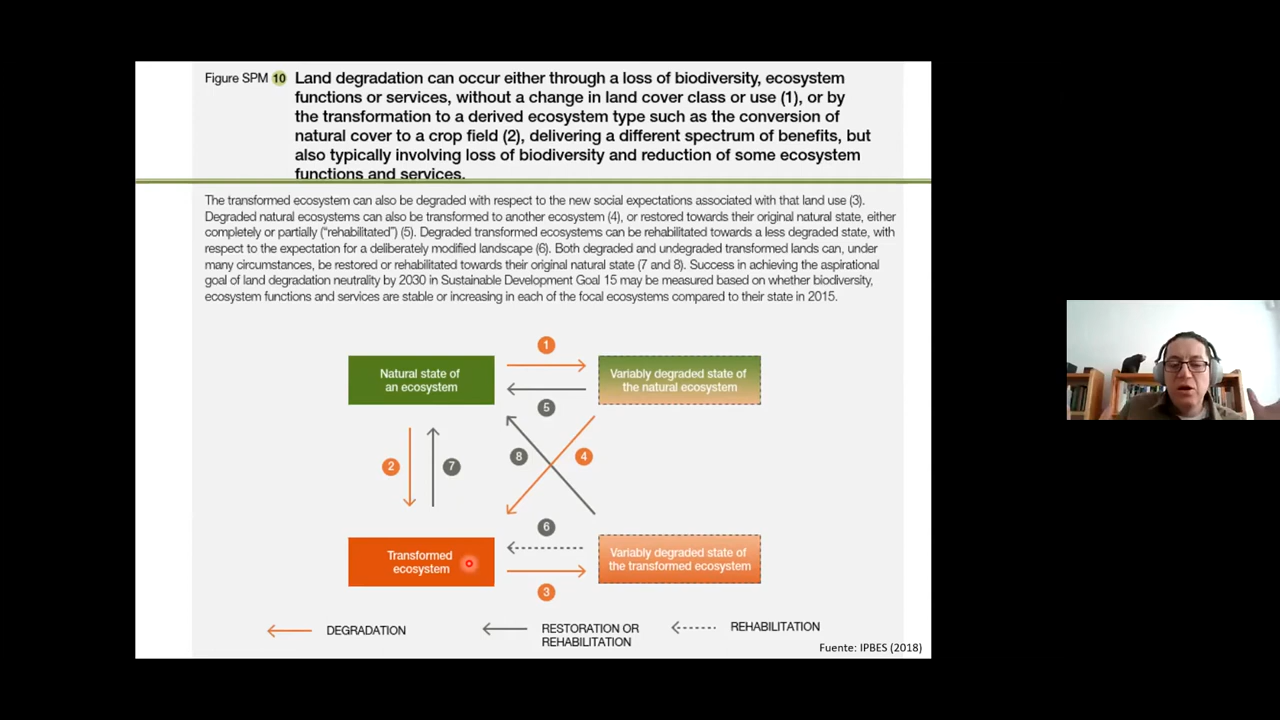 Figure SPM 10 Land degradation can occur either through a loss of biodiversity, ecosystem
functions or services, without a change in land cover class or use (1), or by
the transformation to a derived ecosystem type such as the conversion of
natural cover to a crop field (2), delivering a different spectrum of benefits, but
also typically involving loss of biodiversity and reduction of some ecosystem
functions and services.
The transformed ecosystem can also be degraded with respect to the new social expectations associated with that land use (3).
Degraded natural ecosystems can also be transformed to another ecosystem (4), or restored towards their original natural state, either
completely or partially (“rehabilitated”) (5). Degraded transformed ecosystems can be rehabilitated towards a less degraded state, with
respect to the expectation for a deliberately modified landscape (6). Both degraded and undegraded transformed lands can, under
many circumstances, be restored or rehabilitated towards their original natural state (7 and 8). Success in achieving the aspirational
goal of land degradation neutrality by 2030 in Sustainable Development Goal 15 may be measured based on whether biodiversity,
ecosystem functions and services are stable or increasing in each of the focal ecosystems compared to their state in 2015.
1
Natural state of
an ecosystem
Variably degraded state of
the natural ecosystem
5
2
7
8
4
6
Transformed
ecosystem
Variably degraded state of
the transformed ecosystem
3
DEGRADATION
RESTORATION OR
REHABILITATION
REHABILITATION
Fuente: IPBES (2018)